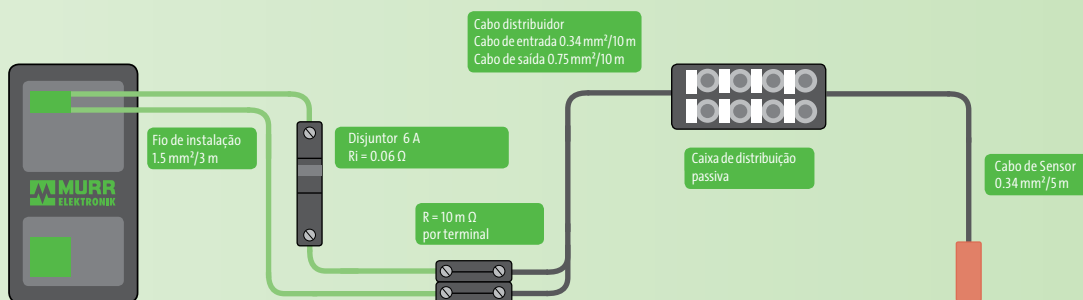 Cabo distribuidor
Cabo de entrada 0.34 mm²/10 m
Cabo de saída 0.75 mm²/10 m
Fio de instalação
1.5 mm²/3 m
Disjuntor 6 A
Ri = 0.06 Ω
Caixa de distribuição
passiva
Cabo de Sensor
0.34 mm²/5 m
MURR
ELEKTRONIK
R = 10 m Ω
por terminal